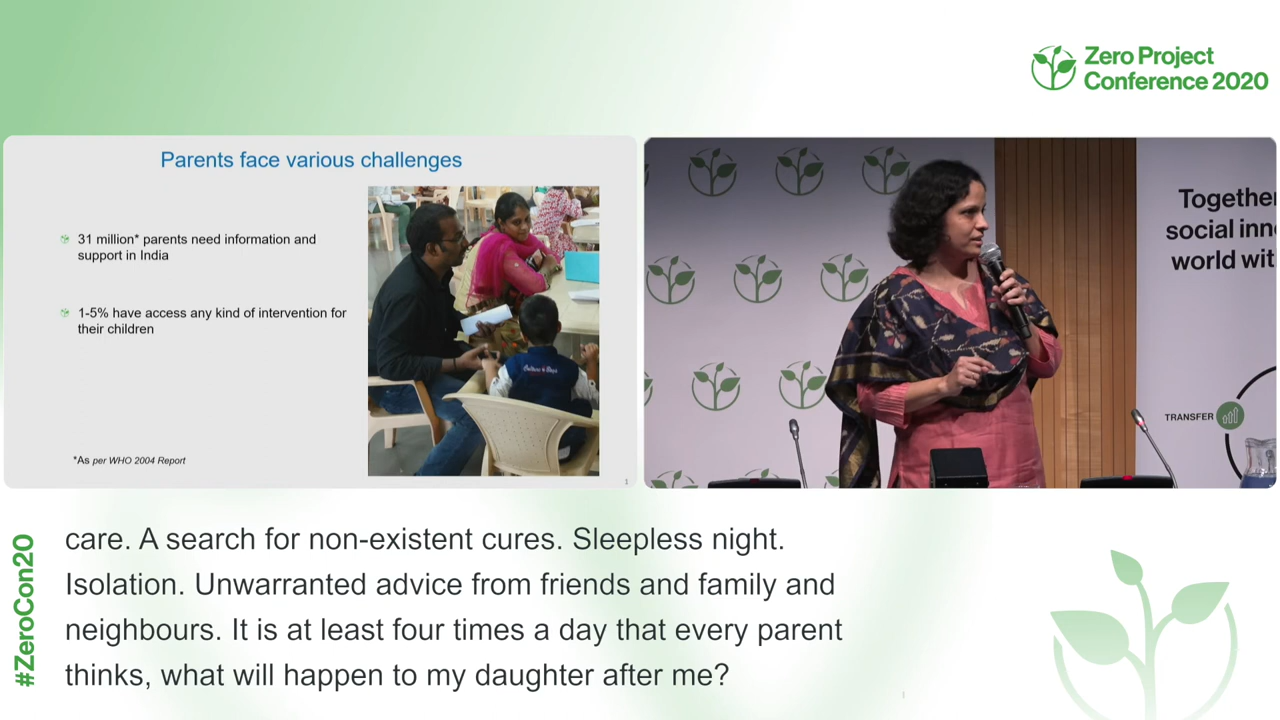 Zero Project
Conference 2020
Parents face various challenges
31 million* parents need information and
support in India
1-5% have access any kind of intervention for
their children
*As per WHO 2004 Report
1
Together
social inn
world wit
TRANSFER
#ZeroCon20
care. A search for non-existent cures. Sleepless night.
Isolation. Unwarranted advice from friends and family and
neighbours. It is at least four times a day that every parent
thinks, what will happen to my daughter after me?
1